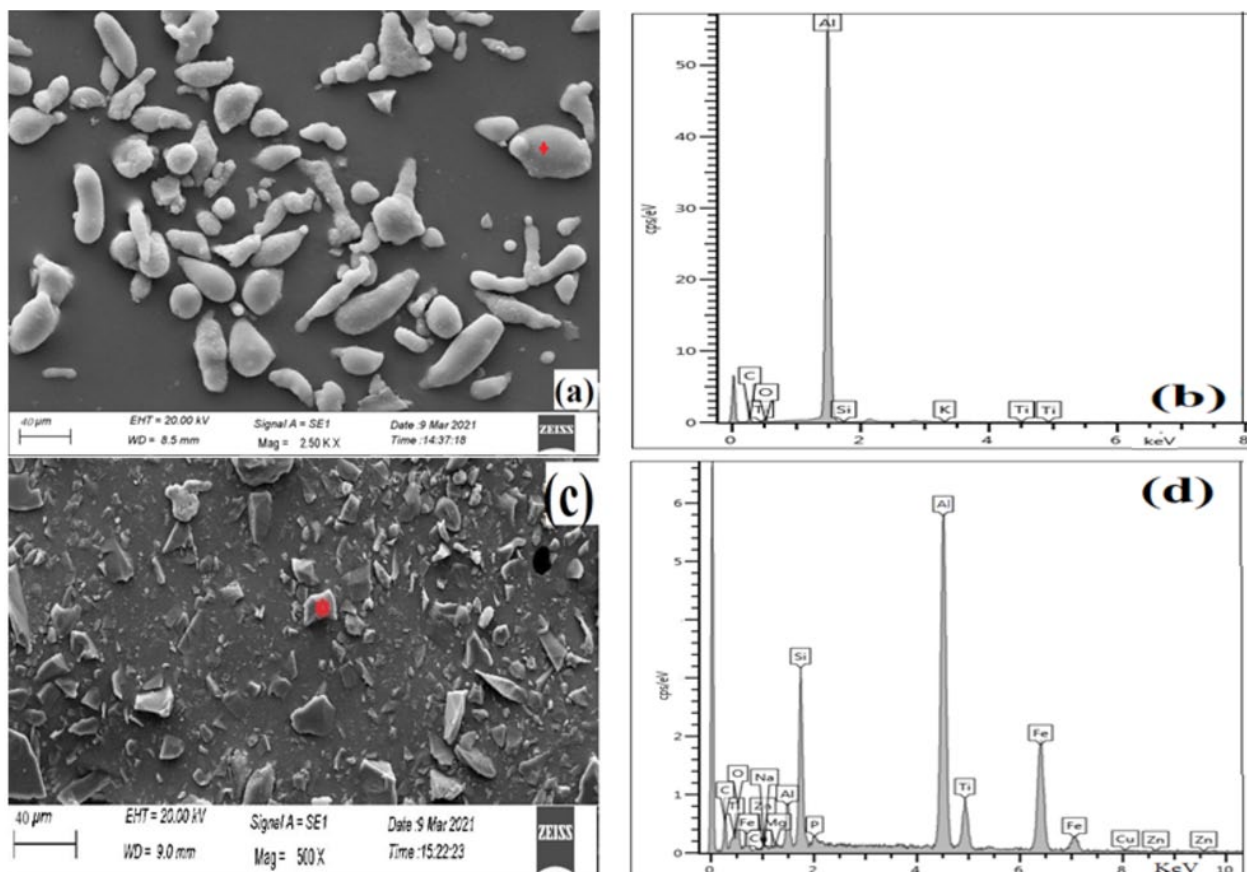 (a)
40 µm
EHT = 20.00 kV
Signal A = SE1
Date :9 Mar 2021
WD = 8.5 mm
Mag = 2.50 K X
Time :14:37:18
ZEISS
Al
50
40
30
20
10
0
cps/eV
C
O
Ti
Si
K
Ti
Ti
0
2
4
6
8
keV
(b)
(c)
40 µm
EHT = 20.00 kV
Signal A = SE1
Date :9 Mar 2021
WD = 9.0 mm
Mag = 500 X
Time :15:22:23
ZEISS
(d)
6
5
2
1
0
cps/eV
Al
Si
Fe
Na
O
C
Ti
Al
Ti
Fe
Mg
P
Fe
Cu
Zn
Zn
0
2
4
6
8
10
KeV